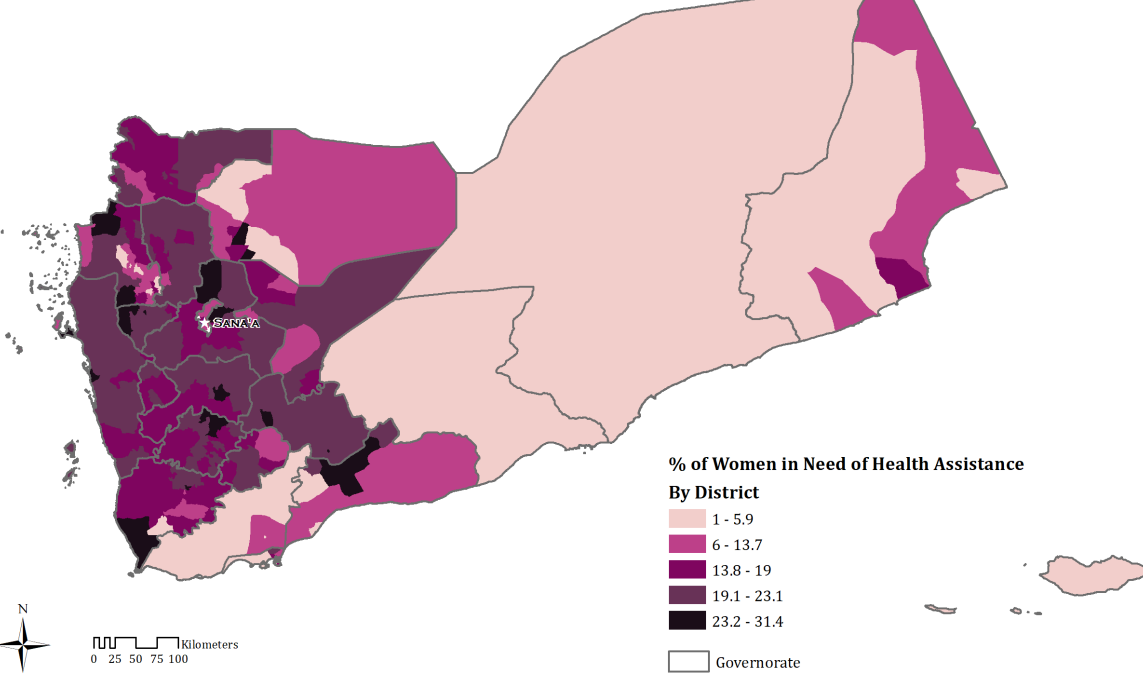 SANA'A
% of Women in Need of Health Assistance
By District
1 - 5.9
6 - 13.7
13.8 - 19
19.1 - 23.1
23.2 - 31.4
Governorate
N
Kilometers
0 25 50 75 100